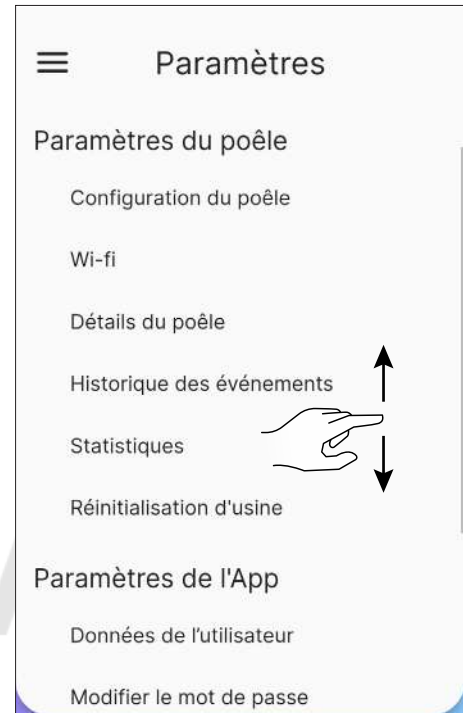 Paramètres
Paramètres du poêle
Configuration du poêle
Wi-fi
Détails du poêle
Historique des événements
Statistiques
Réinitialisation d'usine
Paramètres de l'App
Données de l’utilisateur
Modifier le mot de passe